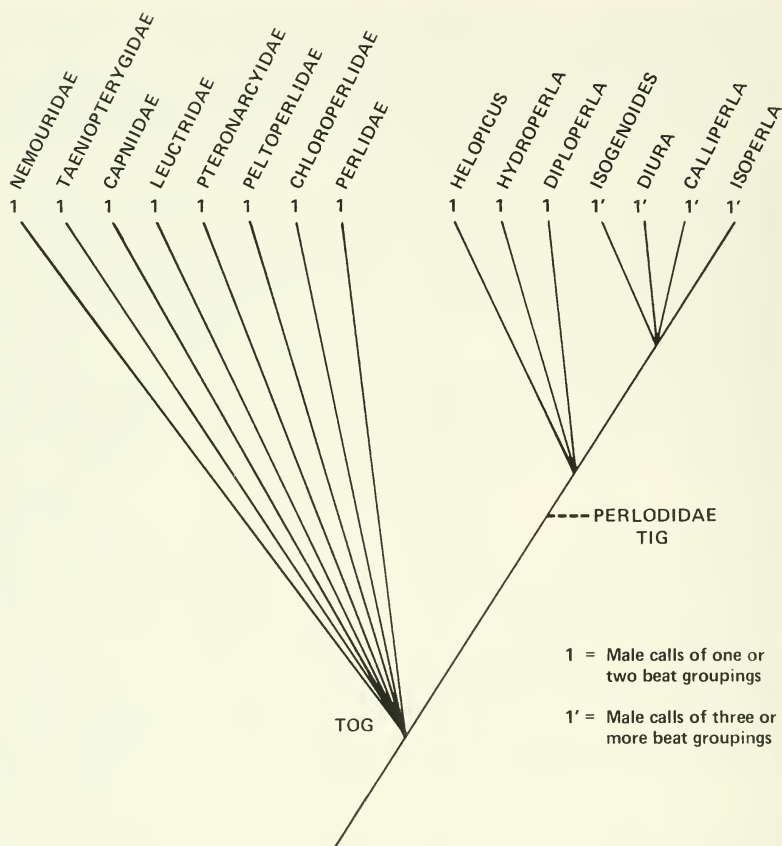 NEMOURIDAE
TAENIOPTERYGIDAE
CAPNIIDAE
LEUCTRIDAE
PTERONARCYIDAE
PELTOPERLIDAE
CHLOROPERLIDAE
PERLIDAE
HELOPICUS
HYDROPERLA
DIPLOPERLA
ISOGENOIDES
DIURA
CALLIPERLA
ISOPERLA
1 1 1 1 1 1 1 1 1 1 1 1' 1' 1' 1'
PERLODIDAE
TIG
1 = Male calls of one or
two beat groupings
TOG
1' = Male calls of three or
more beat groupings